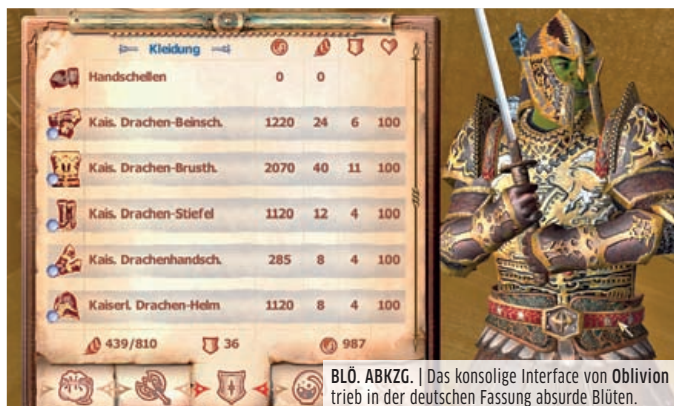 Kleidung
Handschellen 0 0
Kais. Drachen-Beinsch. 1220 24 6 100
Kais. Drachen-Brusth. 2070 40 11 100
Kais. Drachen-Stiefel 1120 12 4 100
Kais. Drachenhandsch. 285 8 4 100
Kaiserl. Drachen-Helm 1120 8 4 100
439/810 36 987
BLÖ. ABKZG. | Das konsolige Interface von Oblivion
trieb in der deutschen Fassung absurde Blüten.